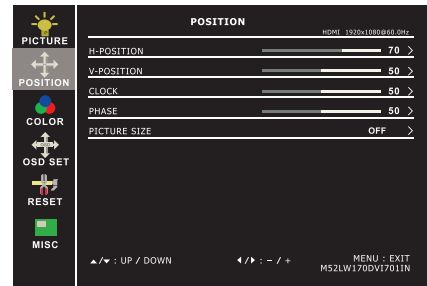 POSITION
HDMI 1920x1080@60.0Hz
PICTURE
POSITION
COLOR
OSD
OSD SET
RESET
MISC
H-POSITION 70 >
V-POSITION 50 >
CLOCK 50 >
PHASE 50 >
PICTURE SIZE OFF >
▲/▼ : UP / DOWN ◀/▶ : – / + MENU : EXIT
M52LW170DVI701IN